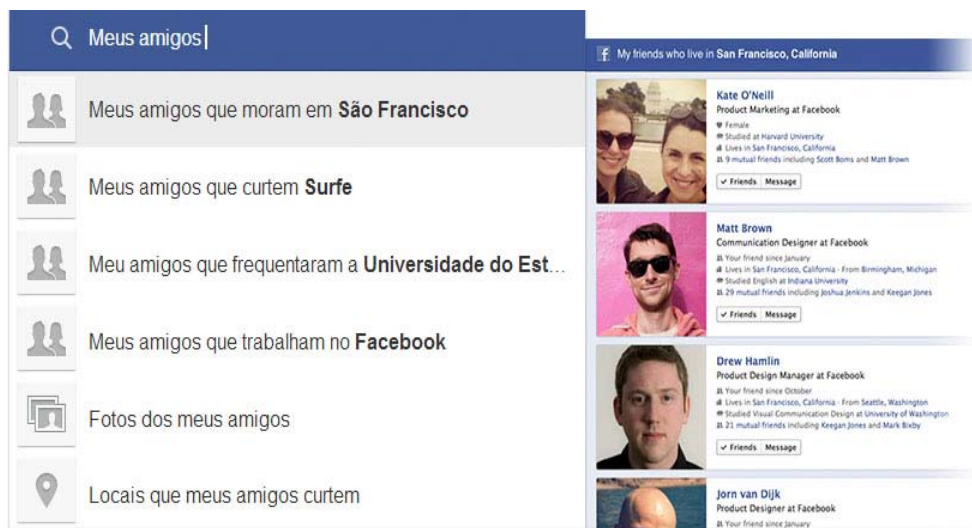 Meus amigos
Meus amigos que moram em São Francisco
Meus amigos que curtem Surfe
Meu amigos que frequentaram a Universidade do Est...
Meus amigos que trabalham no Facebook
Fotos dos meus amigos
Locais que meus amigos curtem
f My friends who live in San Francisco, California
Kate O'Neill
Product Marketing at Facebook
Female
Studied at Harvard University
Lives in San Francisco, California
9 mutual friends including Scott Boms and Matt Brown
✓ Friends Message
Matt Brown
Communication Designer at Facebook
Your friend since January
Lives in San Francisco, California · From Birmingham, Michigan
Studied English at Indiana University
29 mutual friends including Joshua Jenkins and Keegan Jones
✓ Friends Message
Drew Hamlin
Product Design Manager at Facebook
Your friend since October
Lives in San Francisco, California · From Seattle, Washington
Studied Visual Communication Design at University of Washington
21 mutual friends including Keegan Jones and Mark Bixby
✓ Friends Message
Jorn van Dijk
Product Designer at Facebook
Your friend since January